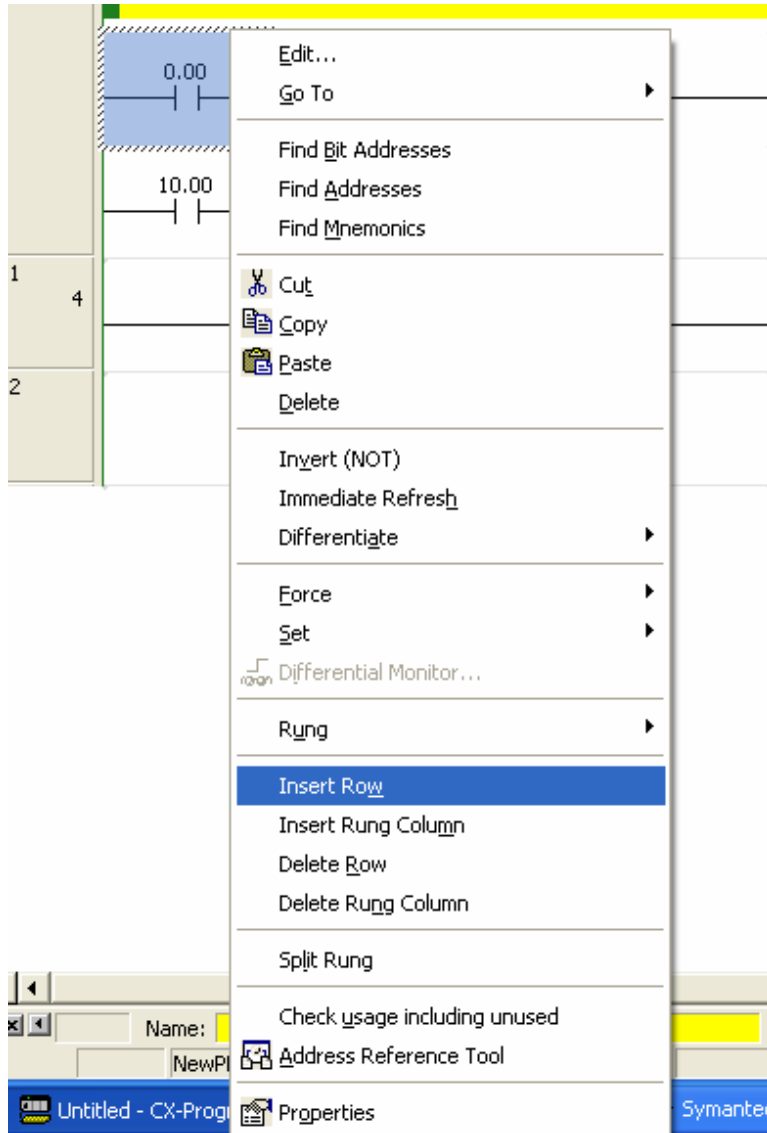 0.00
10.00
1
4
2
Edit...
Go To
Find Bit Addresses
Find Addresses
Find Mnemonics
Cut
Copy
Paste
Delete
Invert (NOT)
Immediate Refresh
Differentiate
Force
Set
Differential Monitor...
Rung
Insert Row
Insert Rung Column
Delete Row
Delete Rung Column
Split Rung
Check usage including unused
Address Reference Tool
Properties
Name:
NewPl
Untitled - CX-Progr
Symantec